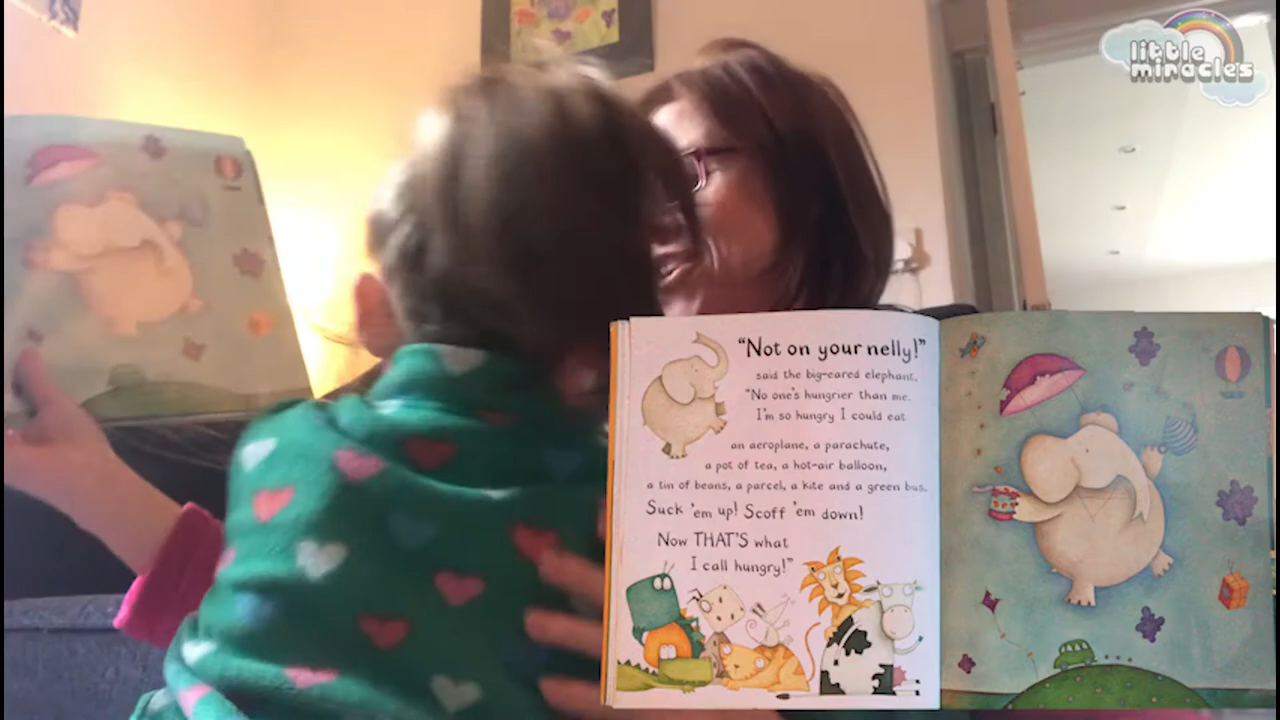 little
miracles
"Not on your nelly!"
said the big-eared elephant.
"No one's hungrier than me.
I'm so hungry I could eat
an aeroplane, a parachute,
a pot of tea, a hot-air balloon,
a tin of beans, a parcel, a kite and a green bus.
Suck 'em up! Scoff 'em down!
Now THAT'S what
I call hungry!"